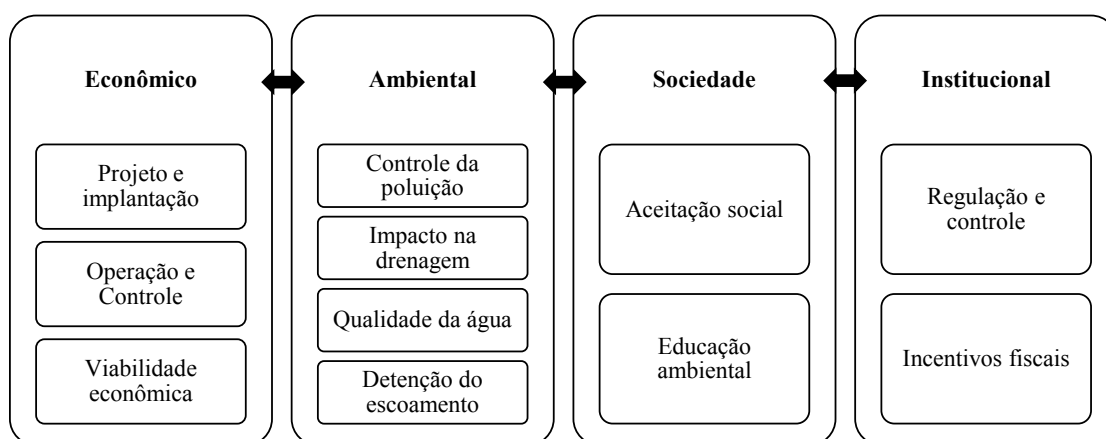 Econômico
Projeto e
implantação
Operação e
Controle
Viabilidade
econômica
Ambiental
Controle da
poluição
Impacto na
drenagem
Qualidade da água
Detenção do
escoamento
Sociedade
Aceitação social
Educação
ambiental
Institucional
Regulação e
controle
Incentivos fiscais